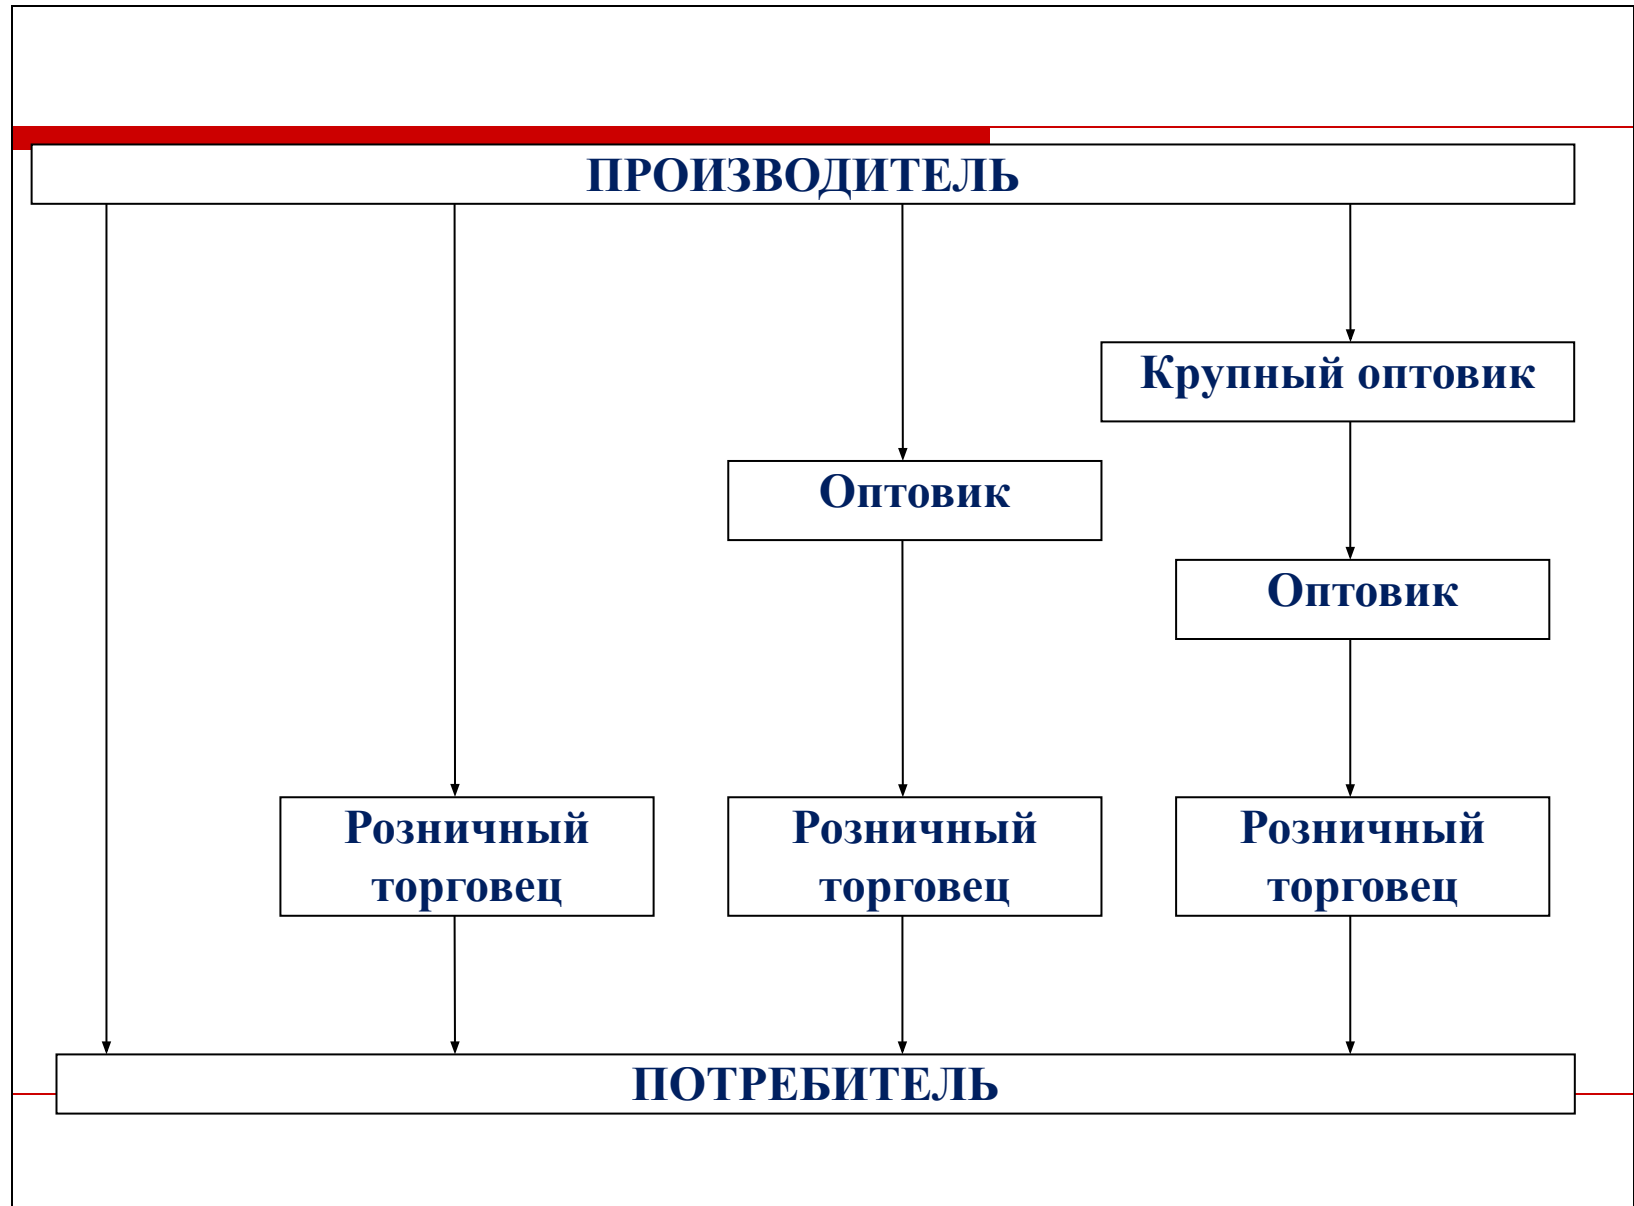 ПРОИЗВОДИТЕЛЬ
Крупный оптовик
Оптовик
Оптовик
Розничный
торговец
Розничный
торговец
Розничный
торговец
ПОТРЕБИТЕЛЬ